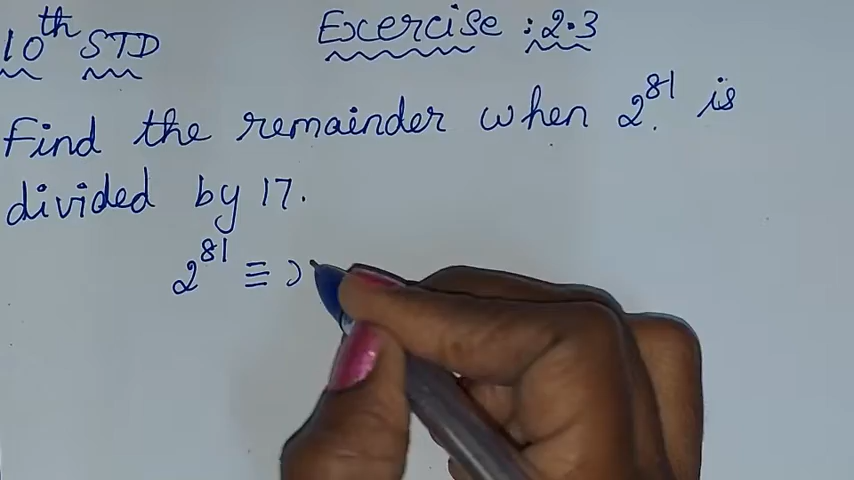 10th STD Exercise : 2.3
Find the remainder when 2^81 is
divided by 17.
2^81 ≡